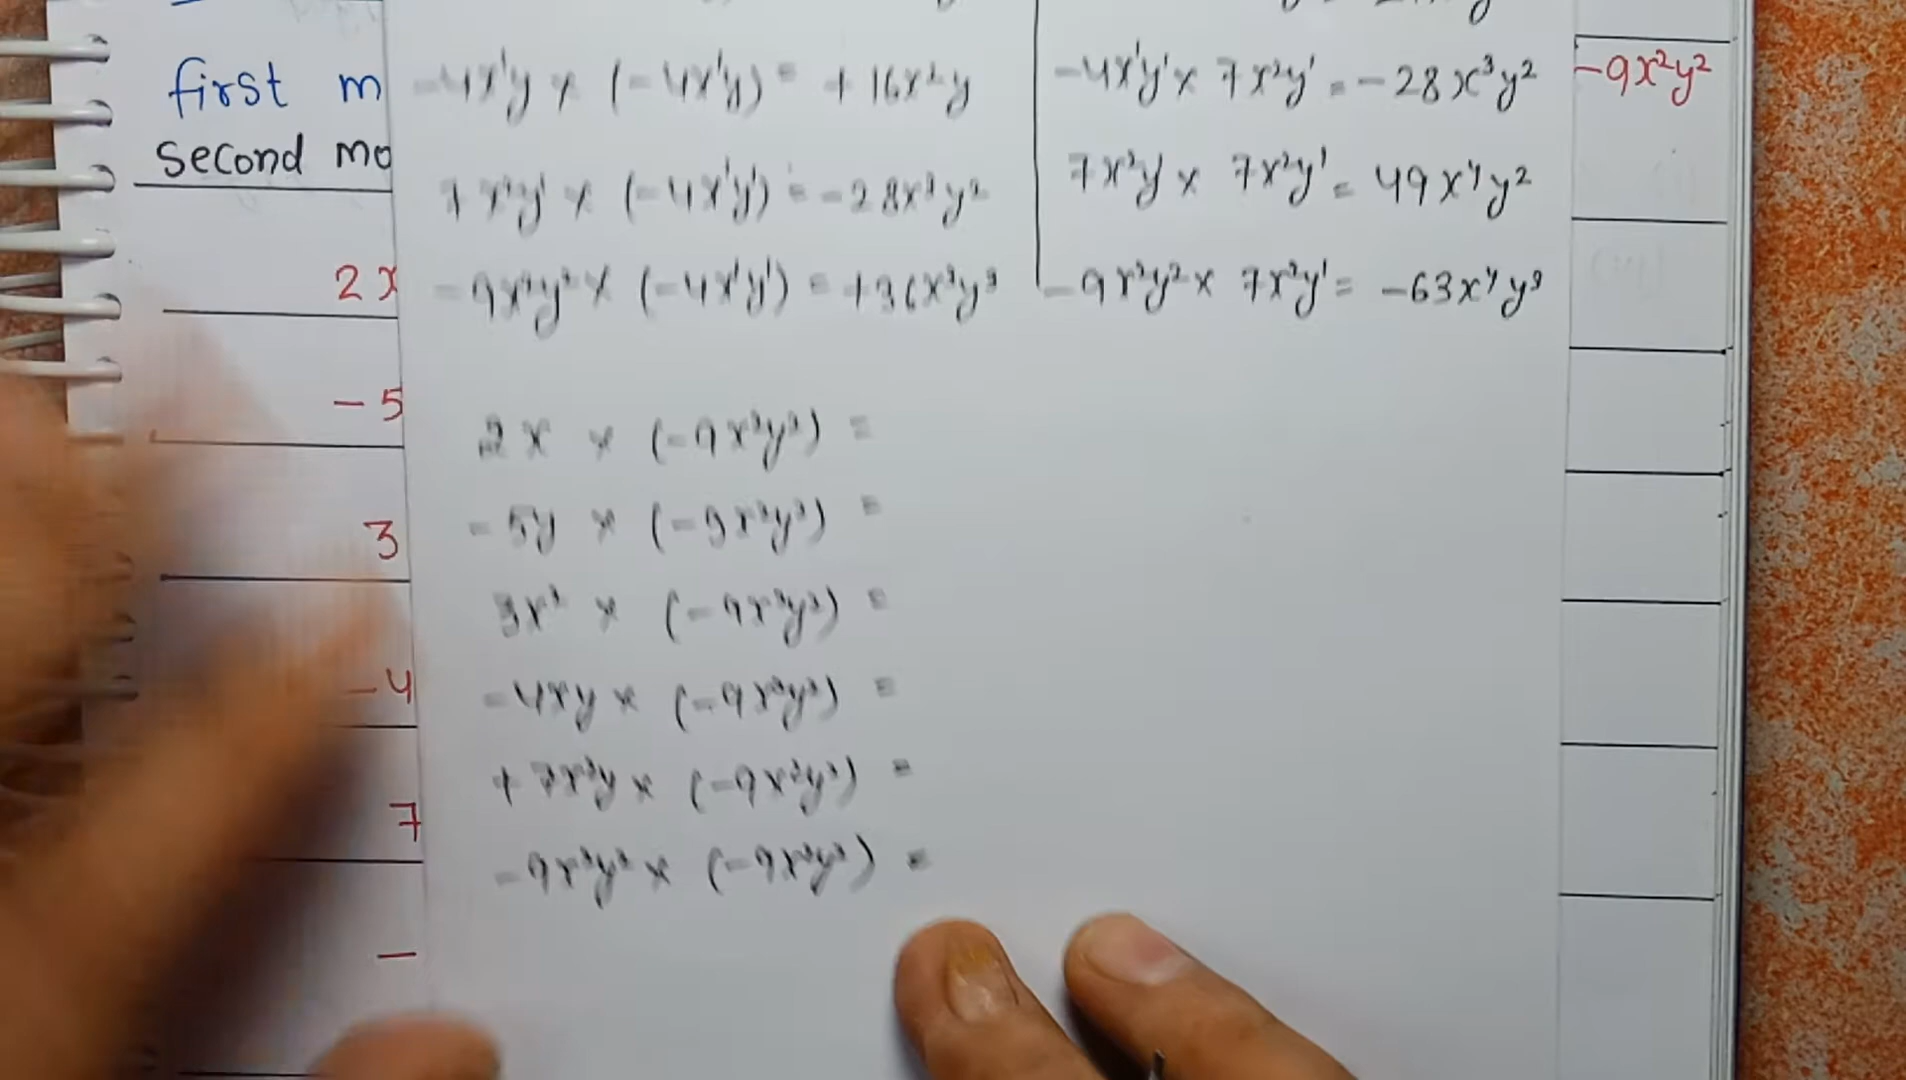 first m
second mo
2x
-5
3
-4
7
-
-4x¹y × (-4x¹y) = +16x²y
7x²y¹ × (-4x¹y¹) = -28x³y²
-9x²y² × (-4x¹y¹) = +36x³y³
2x × (-9x²y²) =
-5y × (-9x²y²) =
3x² × (-9x²y²) =
-4xy × (-9x²y²) =
+7x²y × (-9x²y²) =
-9x²y² × (-9x²y²) =
-4x¹y¹ × 7x²y¹ = -28x³y²
7x²y × 7x²y¹ = 49x⁴y²
-9x²y² × 7x²y¹ = -63x⁴y³
-9x²y²